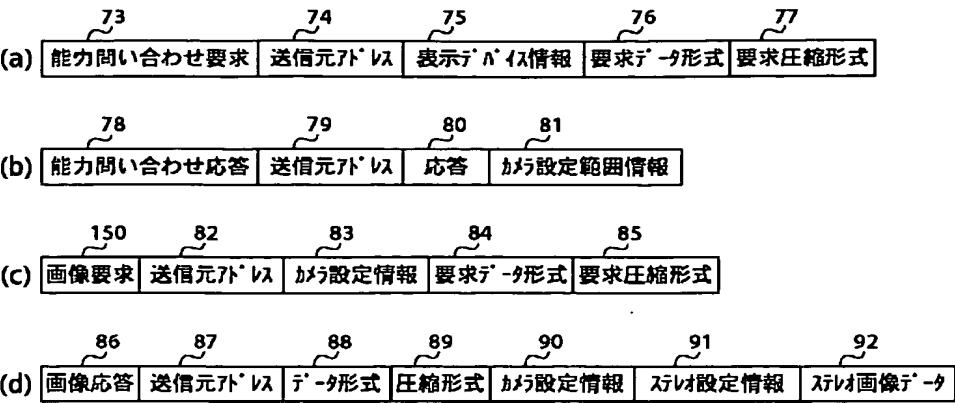 73 74 75 76 77
(a) 能力問い合わせ要求 送信元ｱﾄﾞﾚｽ 表示ﾃﾞﾊﾞｲｽ情報 要求ﾃﾞｰﾀ形式 要求圧縮形式
78 79 80 81
(b) 能力問い合わせ応答 送信元ｱﾄﾞﾚｽ 応答 ｶﾒﾗ設定範囲情報
150 82 83 84 85
(c) 画像要求 送信元ｱﾄﾞﾚｽ ｶﾒﾗ設定情報 要求ﾃﾞｰﾀ形式 要求圧縮形式
86 87 88 89 90 91 92
(d) 画像応答 送信元ｱﾄﾞﾚｽ ﾃﾞｰﾀ形式 圧縮形式 ｶﾒﾗ設定情報 ｽﾃﾚｵ設定情報 ｽﾃﾚｵ画像ﾃﾞｰﾀ